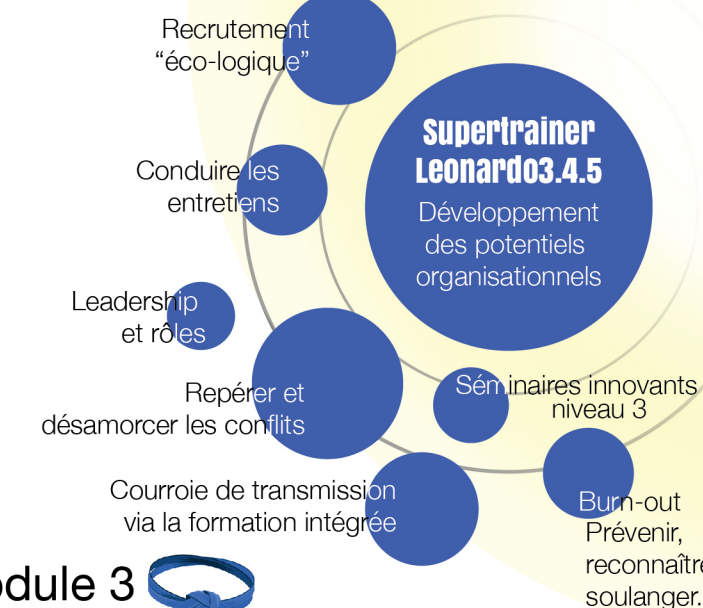 Recrutement
“éco-logique”
Supertrainer
Leonardo3.4.5
Développement
des potentiels
organisationnels
Conduire les
entretiens
Leadership
et rôles
Repérer et
désamorcer les conflits
Séminaires innovants
niveau 3
Courroie de transmission
via la formation intégrée
Burn-out
Prévenir,
reconnaître
soulanger.
odule 3